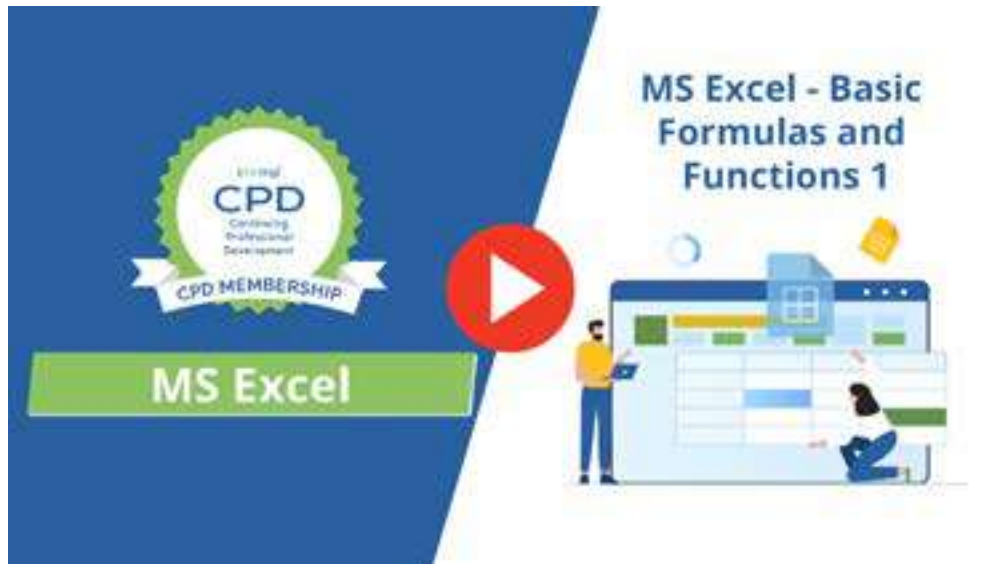 CPD
Continuing
Professional
Development
CPD MEMBERSHIP
MS Excel
MS Excel - Basic
Formulas and
Functions 1